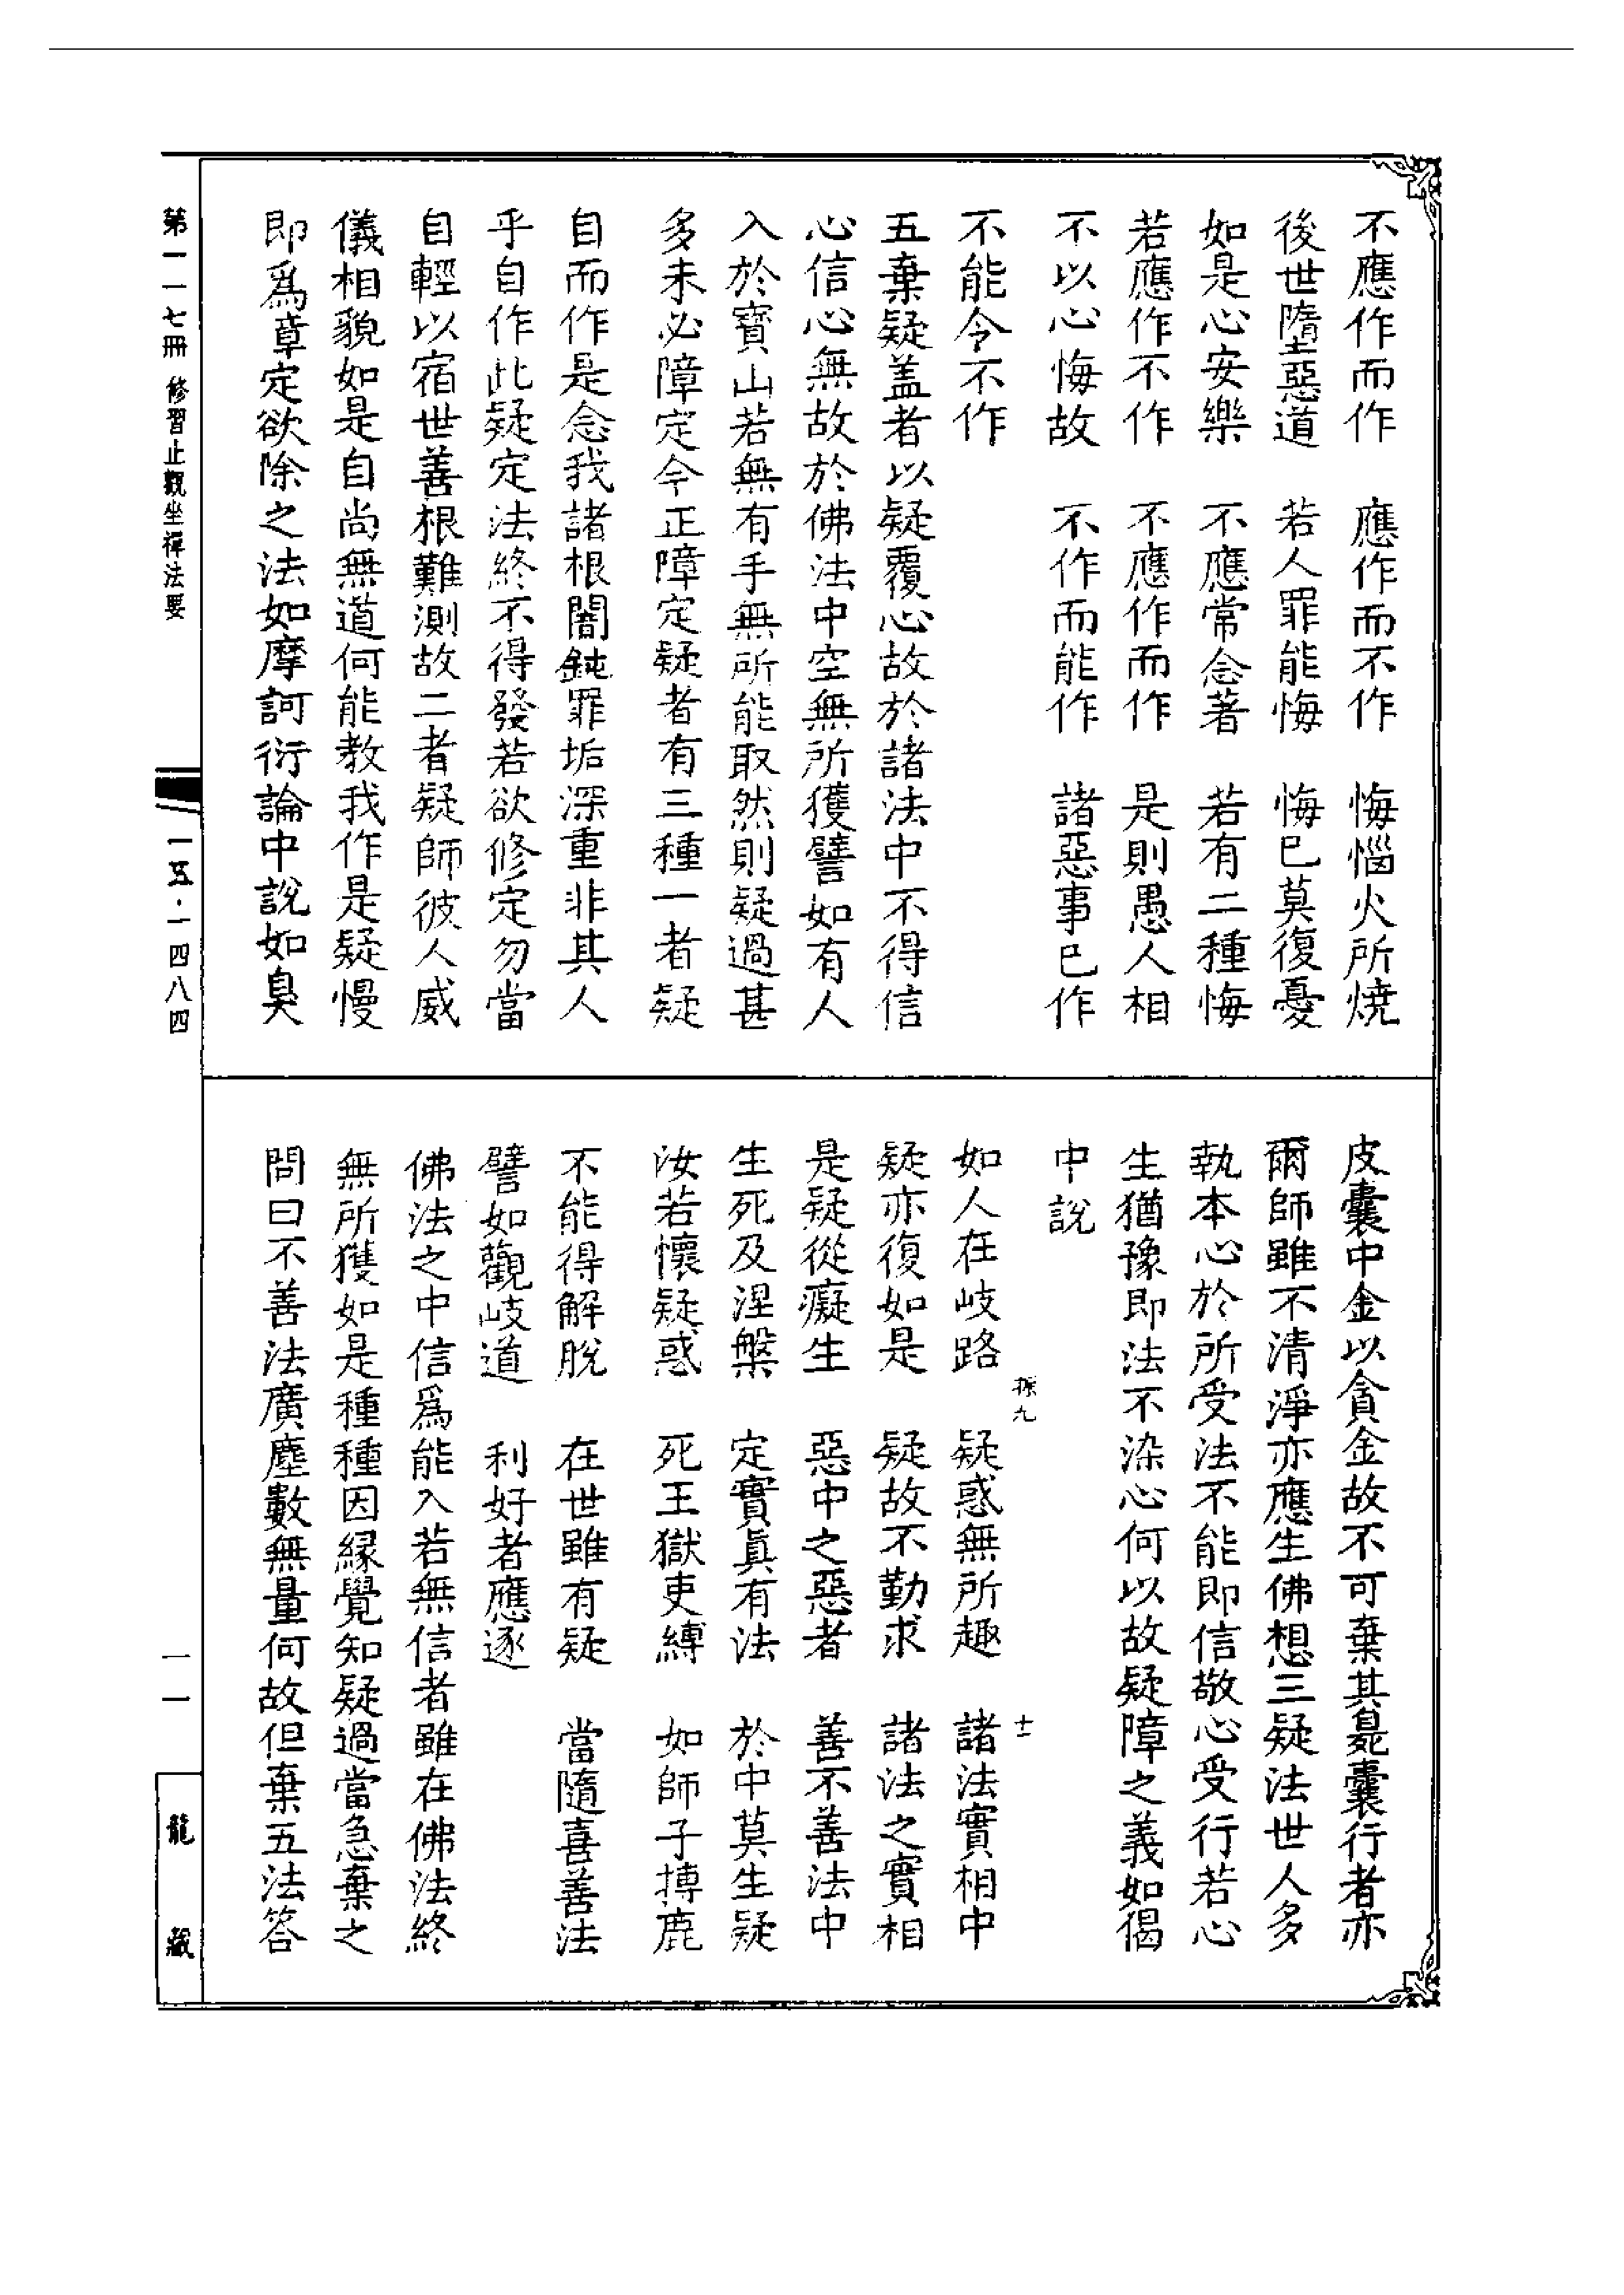 不應作而作　應作而不作　悔惱火所燒
後世墮惡道　若人罪能悔　悔已莫復憂
如是心安樂　不應常念著　若有二種悔
若應作不作　不應作而作　是則愚人相
不以心悔故　不作而能作　諸惡事已作
不能令不作
五棄疑盖者以疑覆心故於諸法中不得信
心信心無故於佛法中空無所獲譬如有人
入於寶山若無有手無所能取然則疑過甚
多未必障定今正障定疑者有三種一者疑
自而作是念我諸根闇鈍罪垢深重非其人
乎自作此疑定法終不得發若欲修定勿當
自輕以宿世善根難測故二者疑師彼人威
儀相貌如是自尚無道何能教我作是疑慢
即爲障定欲除之法如摩訶衍論中說如臭
皮囊中金以貪金故不可棄其臰囊行者亦
爾師雖不清淨亦應生佛想三疑法世人多
執本心於所受法不能即信敬心受行若心
生猶豫即法不染心何以故疑障之義如偈
中說
如人在岐路　疑惑無所趣　諸法實相中
疑亦復如是　疑故不勤求　諸法之實相
是疑從癡生　惡中之惡者　善不善法中
生死及涅槃　定實眞有法　於中莫生疑
汝若懷疑惑　死王獄吏縛　如師子搏鹿
不能得解脫　在世雖有疑　當隨喜善法
譬如觀岐道　利好者應逐
佛法之中信爲能入若無信者雖在佛法終
無所獲如是種種因緣覺知疑過當急棄之
問曰不善法廣塵數無量何故但棄五法答
第一一七冊　修習止觀坐禪法要
一五·一四八四
一一
龍藏
九
十一